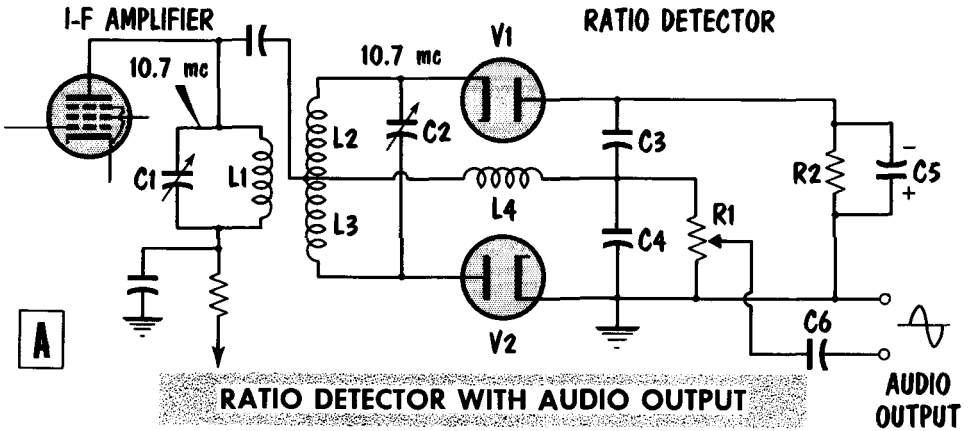 I-F AMPLIFIER
RATIO DETECTOR
10.7 mc
10.7 mc
V1
C1
L1
L2
L3
C2
L4
C3
C4
R1
R2
C5
−
+
V2
C6
A
AUDIO
OUTPUT
RATIO DETECTOR WITH AUDIO OUTPUT